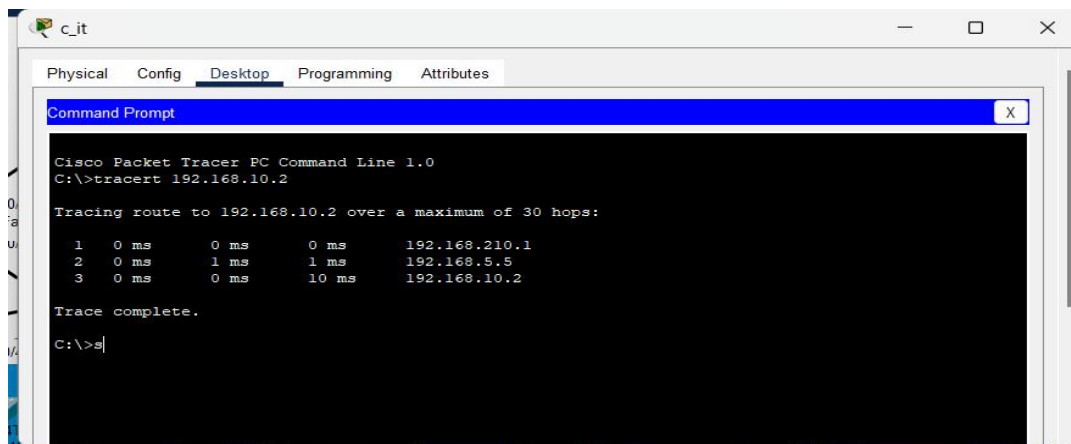 c_it
Physical Config Desktop Programming Attributes
Command Prompt
X
Cisco Packet Tracer PC Command Line 1.0
C:\>tracert 192.168.10.2
Tracing route to 192.168.10.2 over a maximum of 30 hops:
1 0 ms 0 ms 0 ms 192.168.210.1
2 0 ms 1 ms 1 ms 192.168.5.5
3 0 ms 0 ms 10 ms 192.168.10.2
Trace complete.
C:\>s